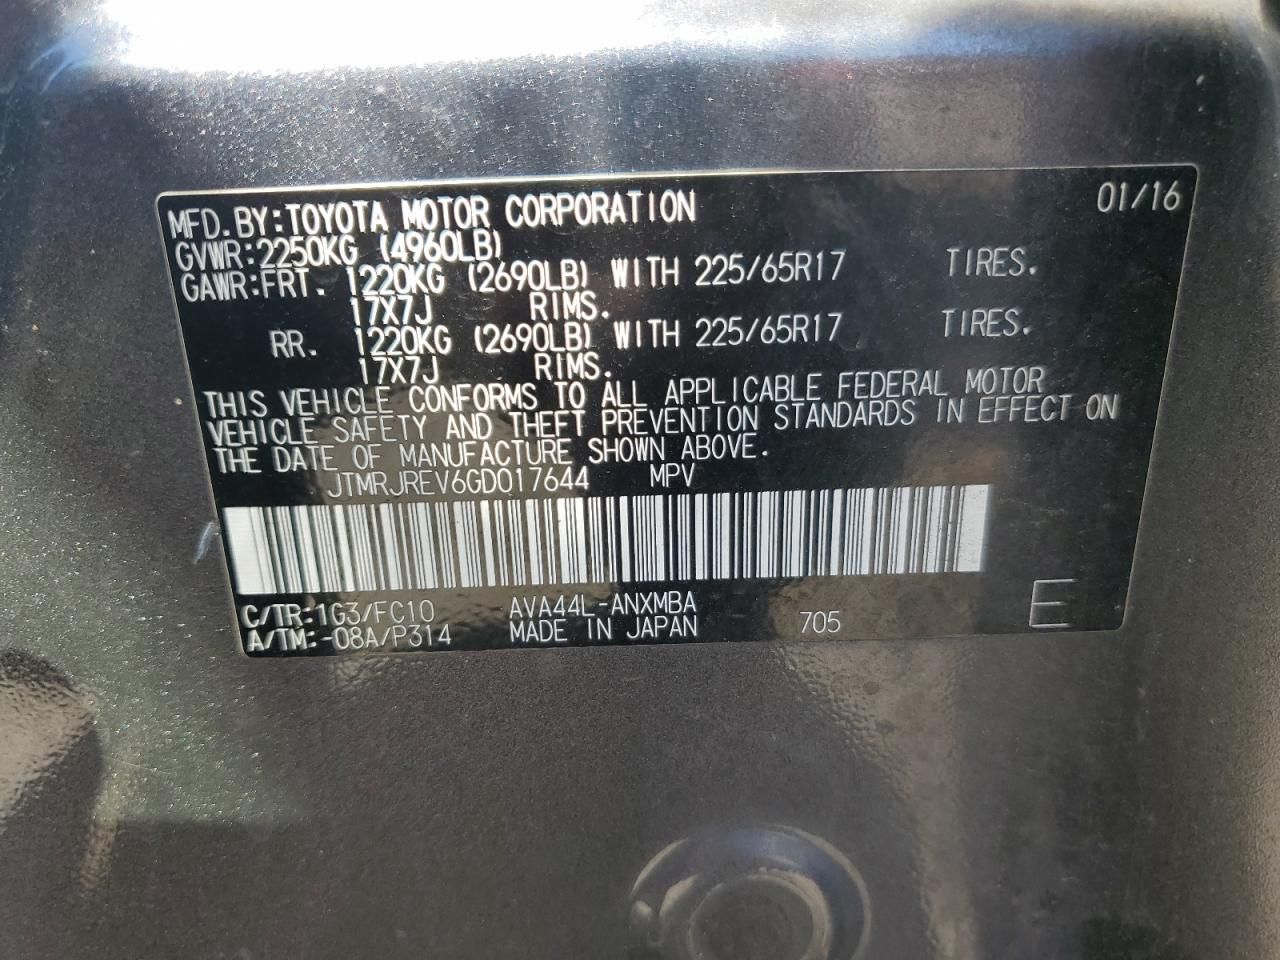 MFD.BY:TOYOTA MOTOR CORPORATION 01/16
GVWR:2250KG (4960LB)
GAWR:FRT. 1220KG (2690LB) WITH 225/65R17 TIRES.
17X7J RIMS.
RR. 1220KG (2690LB) WITH 225/65R17 TIRES.
17X7J RIMS.
THIS VEHICLE CONFORMS TO ALL APPLICABLE FEDERAL MOTOR
VEHICLE SAFETY AND THEFT PREVENTION STANDARDS IN EFFECT ON
THE DATE OF MANUFACTURE SHOWN ABOVE.
JTMRJREV6GD017644 MPV
C/TR:1G3/FC10 AVA44L-ANXMBA 705 E
A/TM:-08A/P314 MADE IN JAPAN